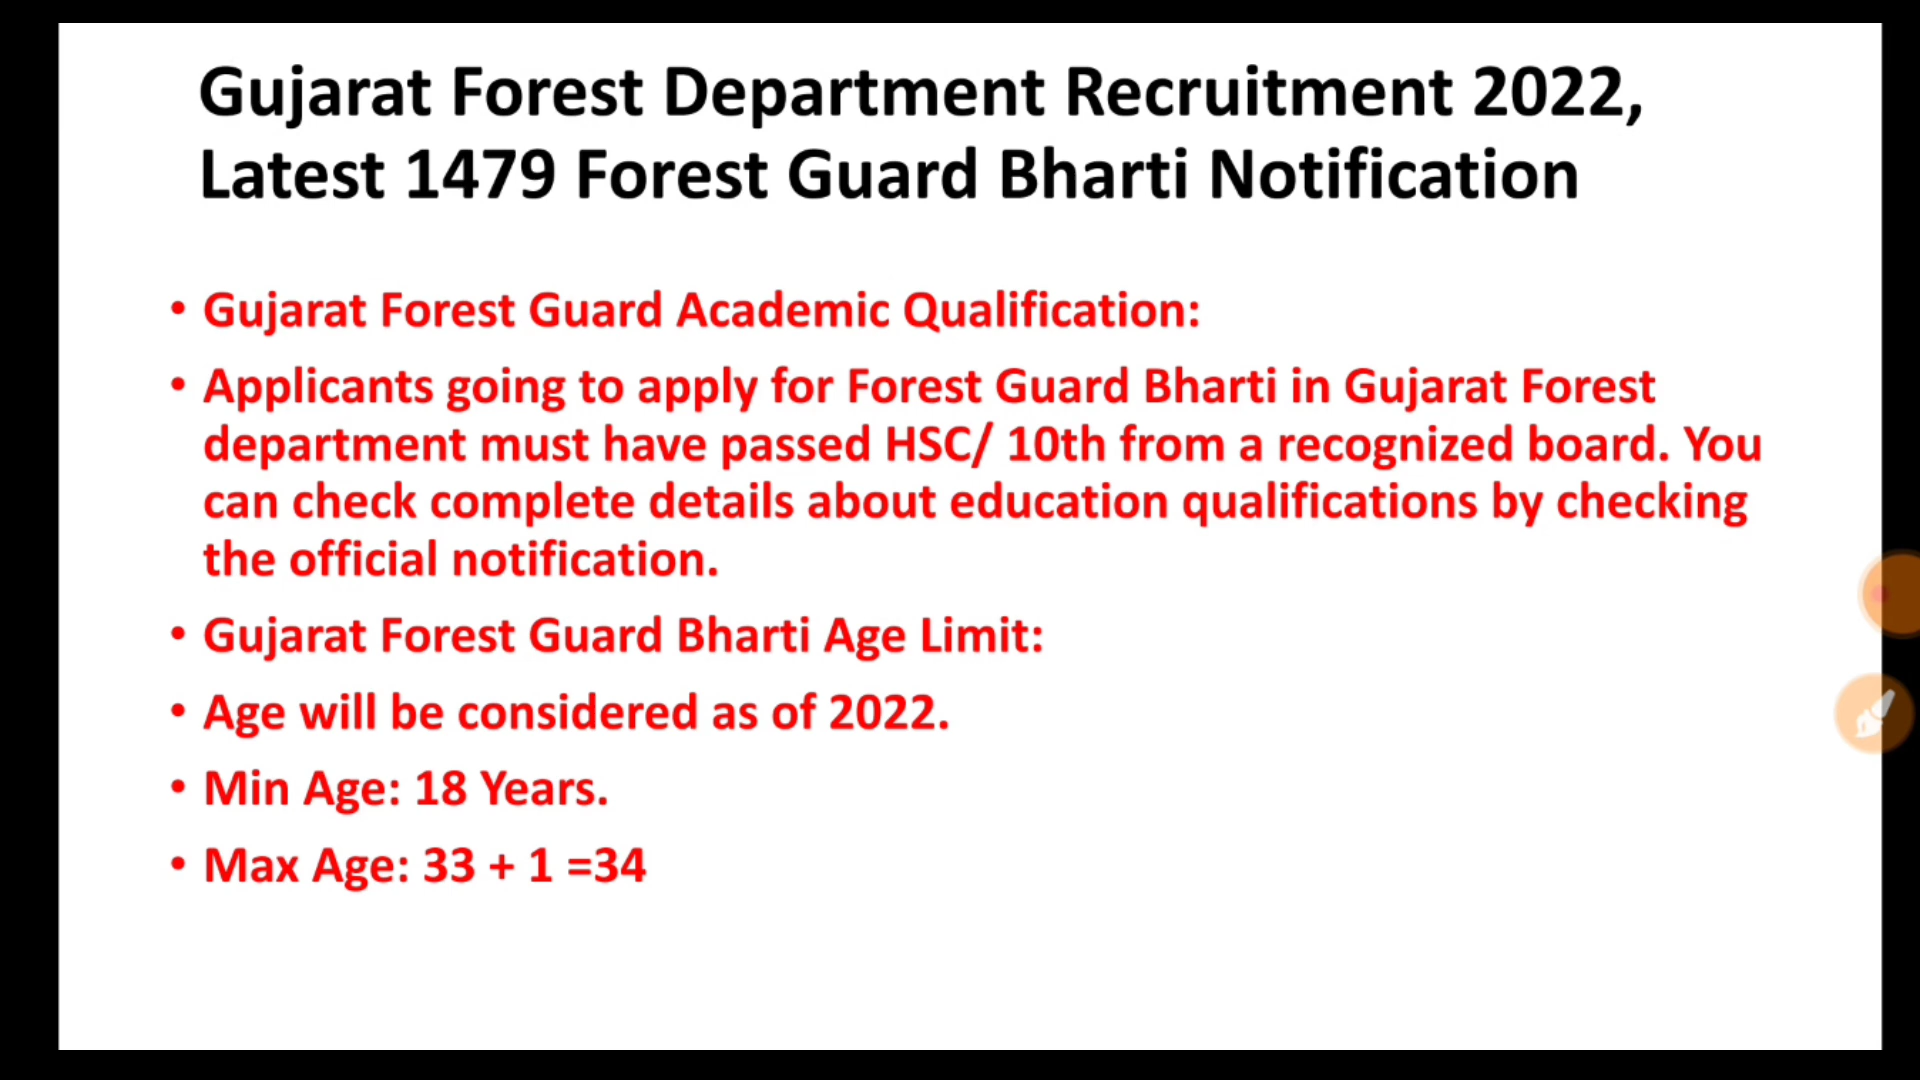 Gujarat Forest Department Recruitment 2022,
Latest 1479 Forest Guard Bharti Notification
• Gujarat Forest Guard Academic Qualification:
• Applicants going to apply for Forest Guard Bharti in Gujarat Forest
department must have passed HSC/ 10th from a recognized board. You
can check complete details about education qualifications by checking
the official notification.
• Gujarat Forest Guard Bharti Age Limit:
• Age will be considered as of 2022.
• Min Age: 18 Years.
• Max Age: 33 + 1 =34